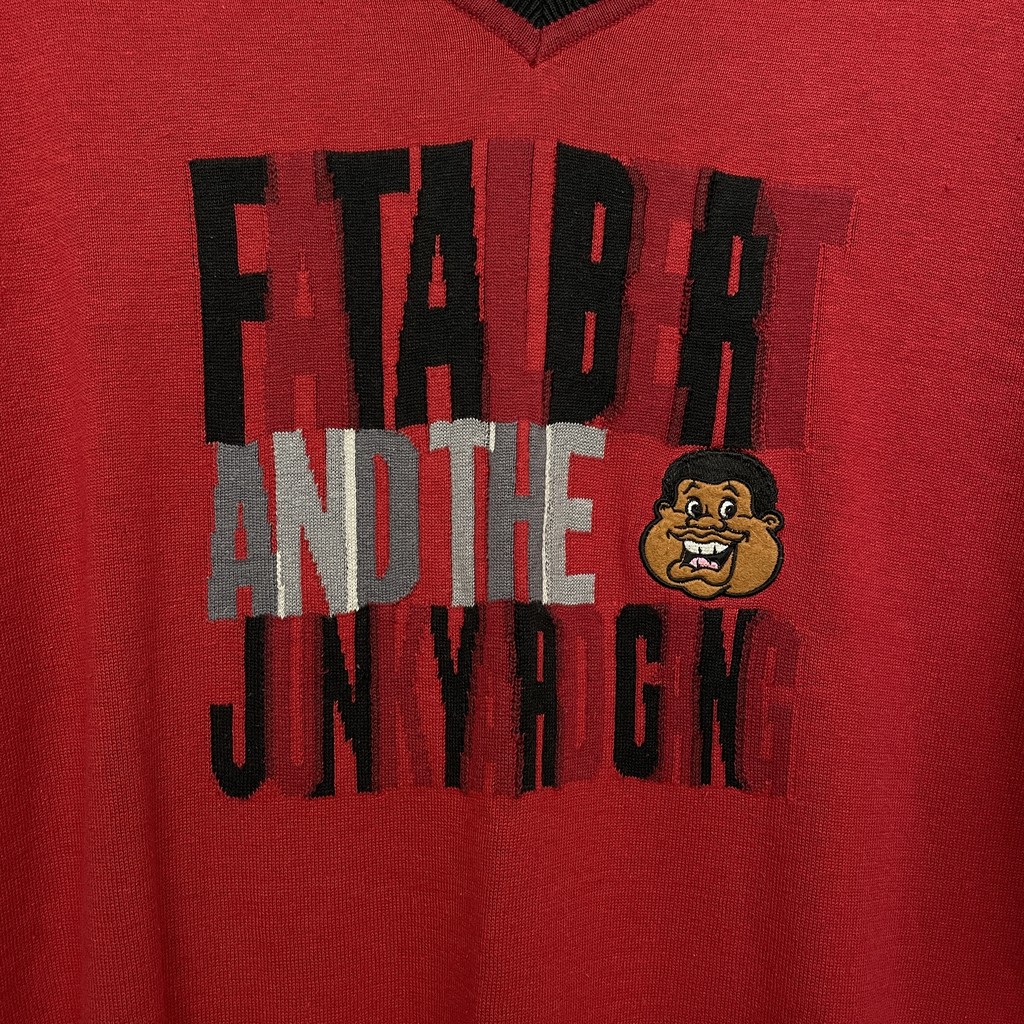 FAT ALBERT
AND THE
JUNKYARD GANG